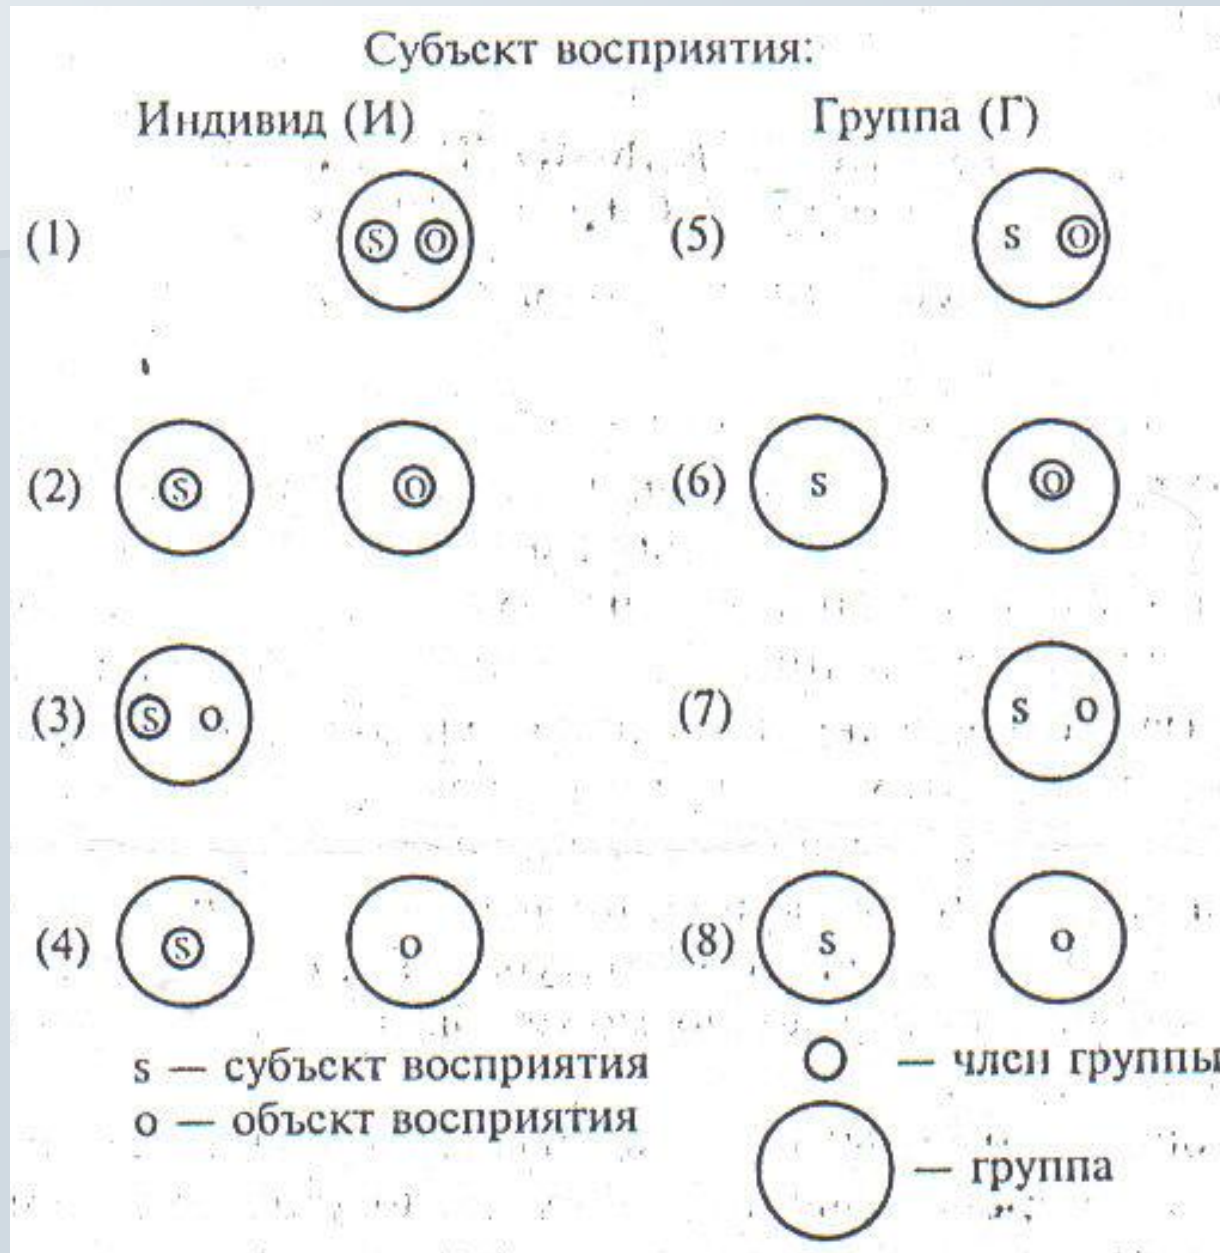 Субъект восприятия:
Индивид (И) Группа (Г)
(1) S O (5) s O
(2) S O (6) s O
(3) S o (7) s o
(4) S o (8) s o
s — субъект восприятия — член группы
o — объект восприятия
— группа